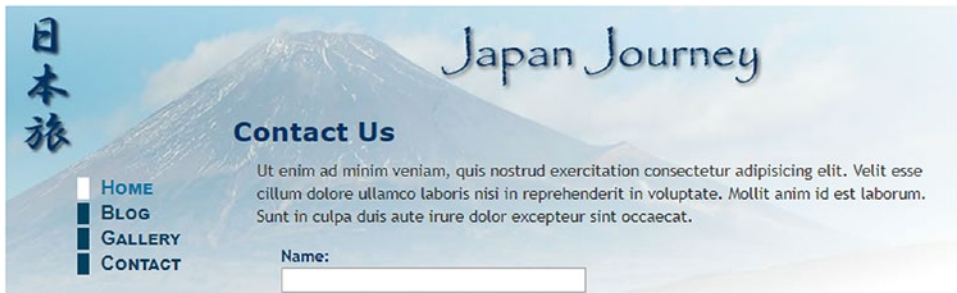 日本旅
Japan Journey
Contact Us
Ut enim ad minim veniam, quis nostrud exercitation consectetur adipisicing elit. Velit esse
cillum dolore ullamco laboris nisi in reprehenderit in voluptate. Mollit anim id est laborum.
Sunt in culpa duis aute irure dolor excepteur sint occaecat.
HOME
BLOG
GALLERY
CONTACT
Name: